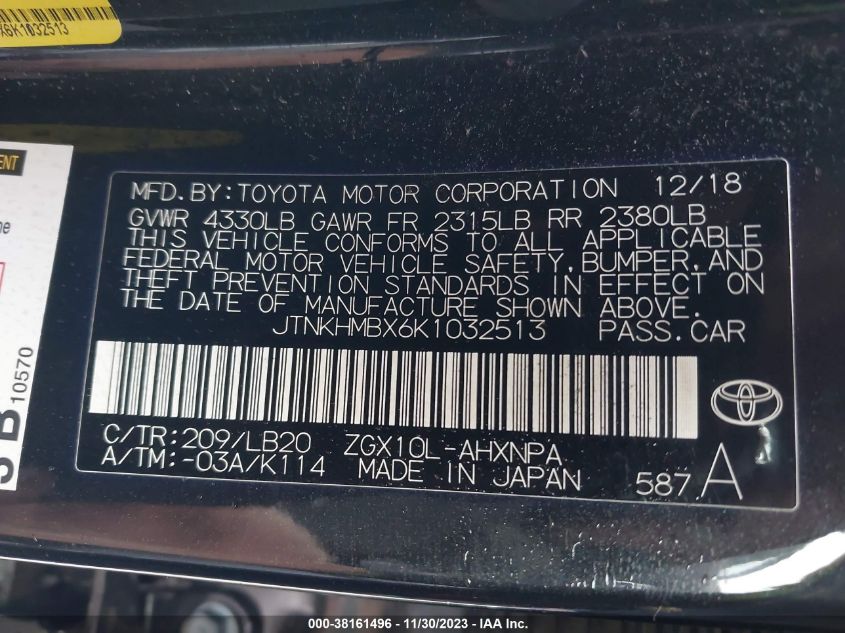 X6K1032513
ENT
ne
B
10570
MFD.BY:TOYOTA MOTOR CORPORATION 12/18
GVWR 4330LB GAWR FR 2315LB RR 2380LB
THIS VEHICLE CONFORMS TO ALL APPLICABLE
FEDERAL MOTOR VEHICLE SAFETY,BUMPER,AND
THEFT PREVENTION STANDARDS IN EFFECT ON
THE DATE OF MANUFACTURE SHOWN ABOVE.
JTNKHMBX6K1032513 PASS.CAR
C/TR:209/LB20 ZGX10L-AHXNPA
A/TM:-03A/K114 MADE IN JAPAN 587 A
000-38161496 - 11/30/2023 - IAA Inc.